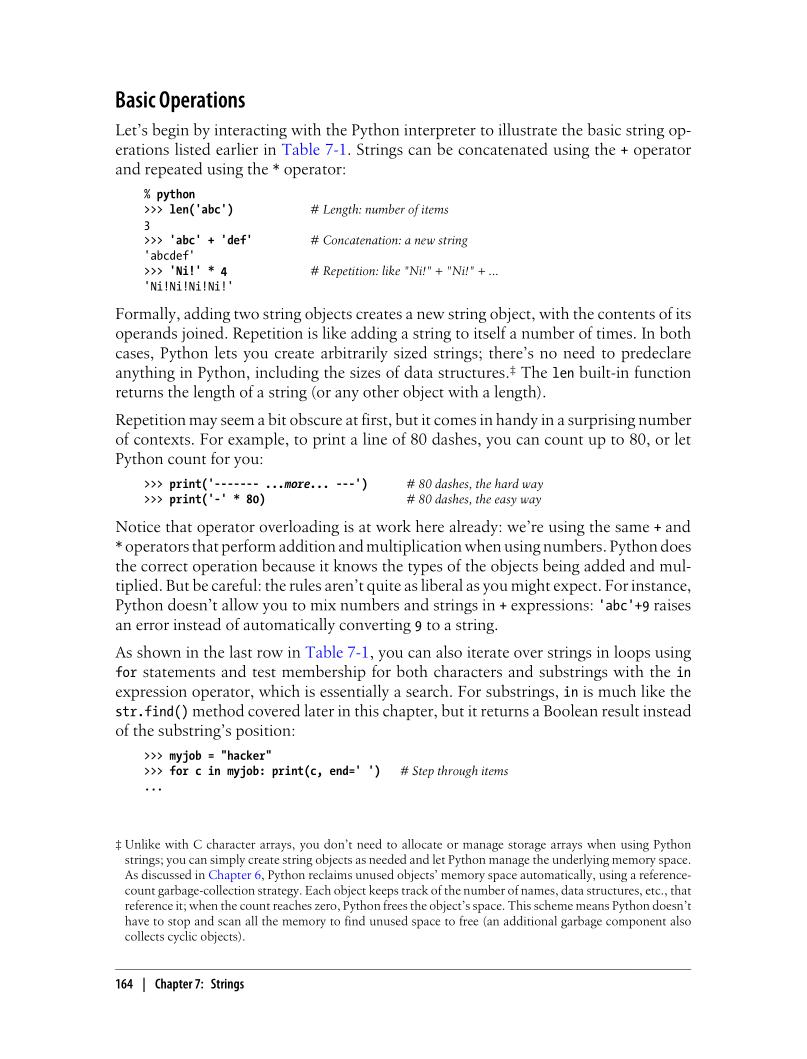 Basic Operations
Let’s begin by interacting with the Python interpreter to illustrate the basic string op-
erations listed earlier in Table 7-1. Strings can be concatenated using the + operator
and repeated using the * operator:
% python
>>> len('abc') # Length: number of items
3
>>> 'abc' + 'def' # Concatenation: a new string
'abcdef'
>>> 'Ni!' * 4 # Repetition: like "Ni!" + "Ni!" + ...
'Ni!Ni!Ni!Ni!'
Formally, adding two string objects creates a new string object, with the contents of its
operands joined. Repetition is like adding a string to itself a number of times. In both
cases, Python lets you create arbitrarily sized strings; there’s no need to predeclare
anything in Python, including the sizes of data structures.‡ The len built-in function
returns the length of a string (or any other object with a length).
Repetition may seem a bit obscure at first, but it comes in handy in a surprising number
of contexts. For example, to print a line of 80 dashes, you can count up to 80, or let
Python count for you:
>>> print('------- ...more... ---') # 80 dashes, the hard way
>>> print('-' * 80) # 80 dashes, the easy way
Notice that operator overloading is at work here already: we’re using the same + and
* operators that perform addition and multiplication when using numbers. Python does
the correct operation because it knows the types of the objects being added and mul-
tiplied. But be careful: the rules aren’t quite as liberal as you might expect. For instance,
Python doesn’t allow you to mix numbers and strings in + expressions: 'abc'+9 raises
an error instead of automatically converting 9 to a string.
As shown in the last row in Table 7-1, you can also iterate over strings in loops using
for statements and test membership for both characters and substrings with the in
expression operator, which is essentially a search. For substrings, in is much like the
str.find() method covered later in this chapter, but it returns a Boolean result instead
of the substring’s position:
>>> myjob = "hacker"
>>> for c in myjob: print(c, end=' ') # Step through items
...
‡ Unlike with C character arrays, you don’t need to allocate or manage storage arrays when using Python
strings; you can simply create string objects as needed and let Python manage the underlying memory space.
As discussed in Chapter 6, Python reclaims unused objects’ memory space automatically, using a reference-
count garbage-collection strategy. Each object keeps track of the number of names, data structures, etc., that
reference it; when the count reaches zero, Python frees the object’s space. This scheme means Python doesn’t
have to stop and scan all the memory to find unused space to free (an additional garbage component also
collects cyclic objects).
164 | Chapter 7: Strings